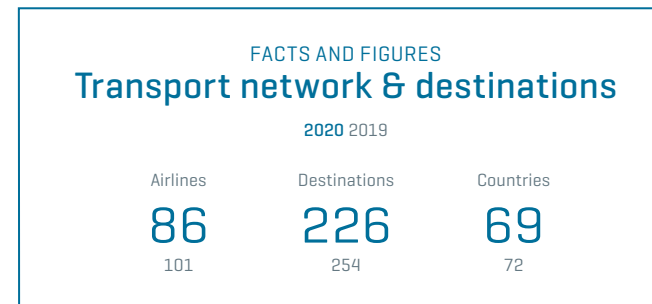 FACTS AND FIGURES
Transport network & destinations
2020 2019
Airlines Destinations Countries
86 226 69
101 254 72